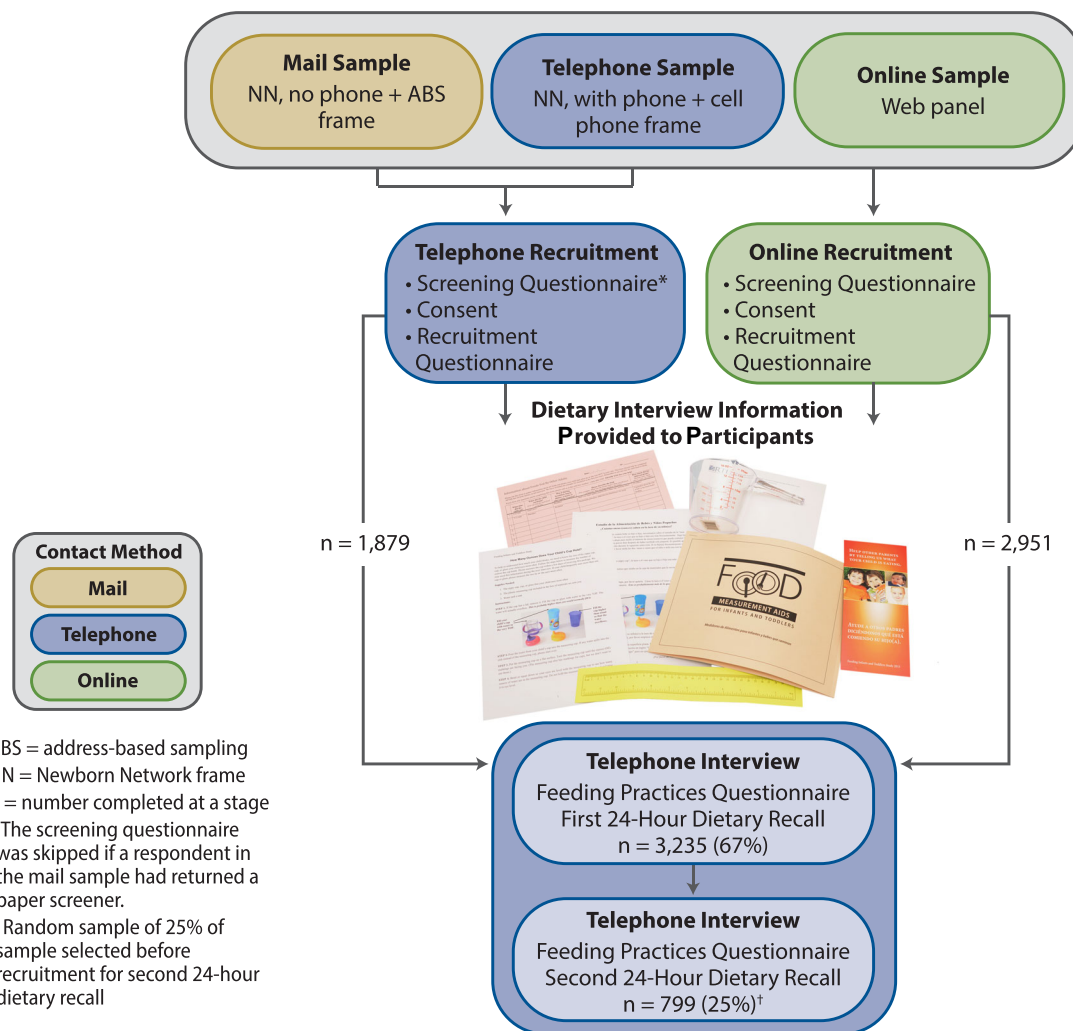 Mail Sample
NN, no phone + ABS
frame
Telephone Sample
NN, with phone + cell
phone frame
Online Sample
Web panel
Telephone Recruitment
• Screening Questionnaire*
• Consent
• Recruitment
Questionnaire
Online Recruitment
• Screening Questionnaire
• Consent
• Recruitment
Questionnaire
Dietary Interview Information
Provided to Participants
n = 1,879
n = 2,951
FOOD
MEASUREMENT AIDS
FOR INFANTS AND TODDLERS
Contact Method
Mail
Telephone
Online
BS = address-based sampling
N = Newborn Network frame
= number completed at a stage
The screening questionnaire
was skipped if a respondent in
the mail sample had returned a
paper screener.
Random sample of 25% of
sample selected before
recruitment for second 24-hour
dietary recall
Telephone Interview
Feeding Practices Questionnaire
First 24-Hour Dietary Recall
n = 3,235 (67%)
Telephone Interview
Feeding Practices Questionnaire
Second 24-Hour Dietary Recall
n = 799 (25%)†